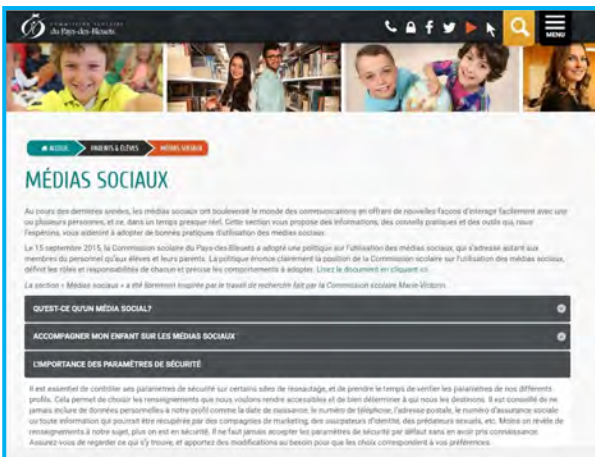 COMMISSION SCOLAIRE
du Pays-des-Bleuets
MENU
ACCUEIL PARENTS & ÉLÈVES MÉDIAS SOCIAUX
MÉDIAS SOCIAUX
Au cours des dernières années, les médias sociaux ont bouleversé le monde des communications en offrant de nouvelles façons d'interagir facilement avec une
ou plusieurs personnes, et ce, dans un temps presque réel. Cette section vous propose des informations, des conseils pratiques et des outils qui, nous
l'espérons, vous aideront à adopter de bonnes pratiques d'utilisation des médias sociaux.
Le 15 septembre 2015, la Commission scolaire du Pays-des-Bleuets a adopté une politique sur l'utilisation des médias sociaux, qui s'adresse autant aux
membres du personnel qu'aux élèves et leurs parents. La politique énonce clairement la position de la Commission scolaire sur l'utilisation des médias sociaux,
définit les rôles et responsabilités de chacun et précise les comportements à adopter. Lisez le document en cliquant ici.
La section « Médias sociaux » a été librement inspirée par le travail de recherche fait par la Commission scolaire Marie-Victorin.
QU'EST-CE QU'UN MÉDIA SOCIAL?
ACCOMPAGNER MON ENFANT SUR LES MÉDIAS SOCIAUX
L'IMPORTANCE DES PARAMÈTRES DE SÉCURITÉ
Il est essentiel de contrôler ses paramètres de sécurité sur certains sites de réseautage, et de prendre le temps de vérifier les paramètres de nos différents
profils. Cela permet de choisir les renseignements que nous voulons rendre accessibles et de bien déterminer à qui nous les destinons. Il est conseillé de ne
jamais inclure de données personnelles à notre profil comme la date de naissance, le numéro de téléphone, l'adresse postale, le numéro d'assurance sociale
ou toute information qui pourrait être récupérée par des compagnies de marketing, des usurpateurs d'identité, des prédateurs sexuels, etc. Moins on révèle de
renseignements à notre sujet, plus on est en sécurité. Il ne faut jamais accepter les paramètres de sécurité par défaut sans en avoir pris connaissance.
Assurez-vous de regarder ce qui s'y trouve, et apportez des modifications au besoin pour que les choix correspondent à vos préférences.